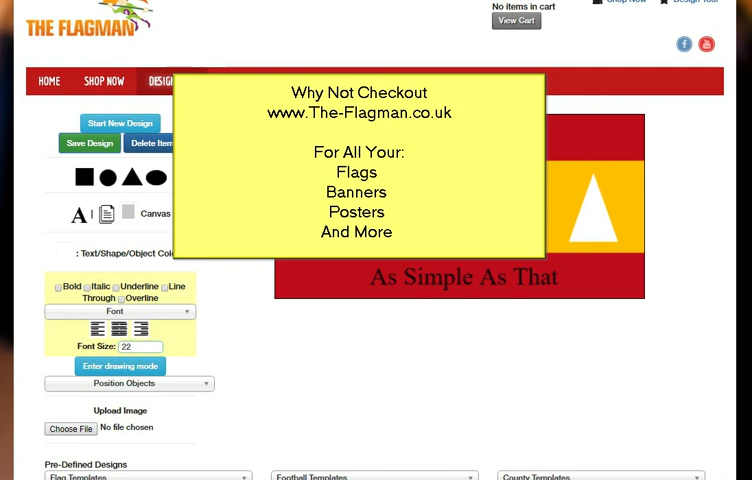 No items in cart
View Cart
Shop Now
Design Tool
THE FLAGMAN
HOME
SHOP NOW
DESIG
Why Not Checkout
www.The-Flagman.co.uk
For All Your:
Flags
Banners
Posters
And More
Start New Design
Save Design
Delete Item
A
Canvas
: Text/Shape/Object Colo
Bold Italic Underline Line
Through Overline
Font
Font Size: 22
Enter drawing mode
Position Objects
Upload Image
Choose File No file chosen
As Simple As That
Pre-Defined Designs
Flag Templates
Football Templates
County Templates